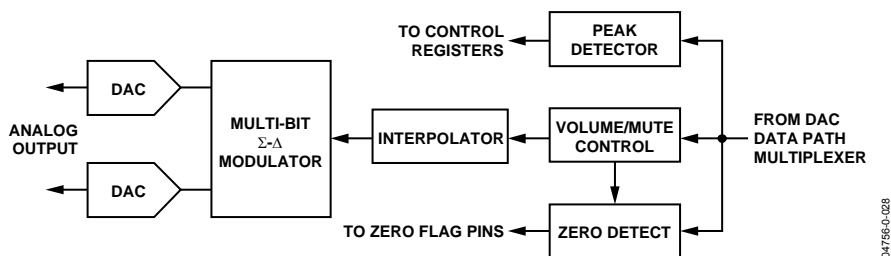 TO CONTROL
REGISTERS
PEAK
DETECTOR
DAC
ANALOG
OUTPUT
DAC
MULTI-BIT
Σ-Δ
MODULATOR
INTERPOLATOR
VOLUME/MUTE
CONTROL
FROM DAC
DATA PATH
MULTIPLEXER
TO ZERO FLAG PINS
ZERO DETECT
04756-0-028